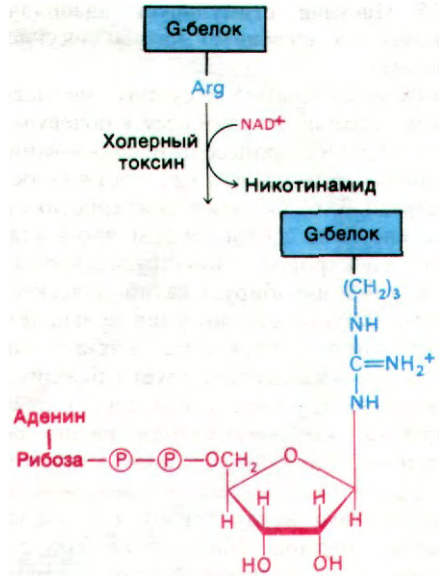 G-белок
Arg
NAD⁺
Холерный
токсин
Никотинамид
G-белок
(CH₂)₃
NH
C=NH₂⁺
NH
Аденин
Рибоза—P—P—OCH₂ O
H H
H H
HO OH